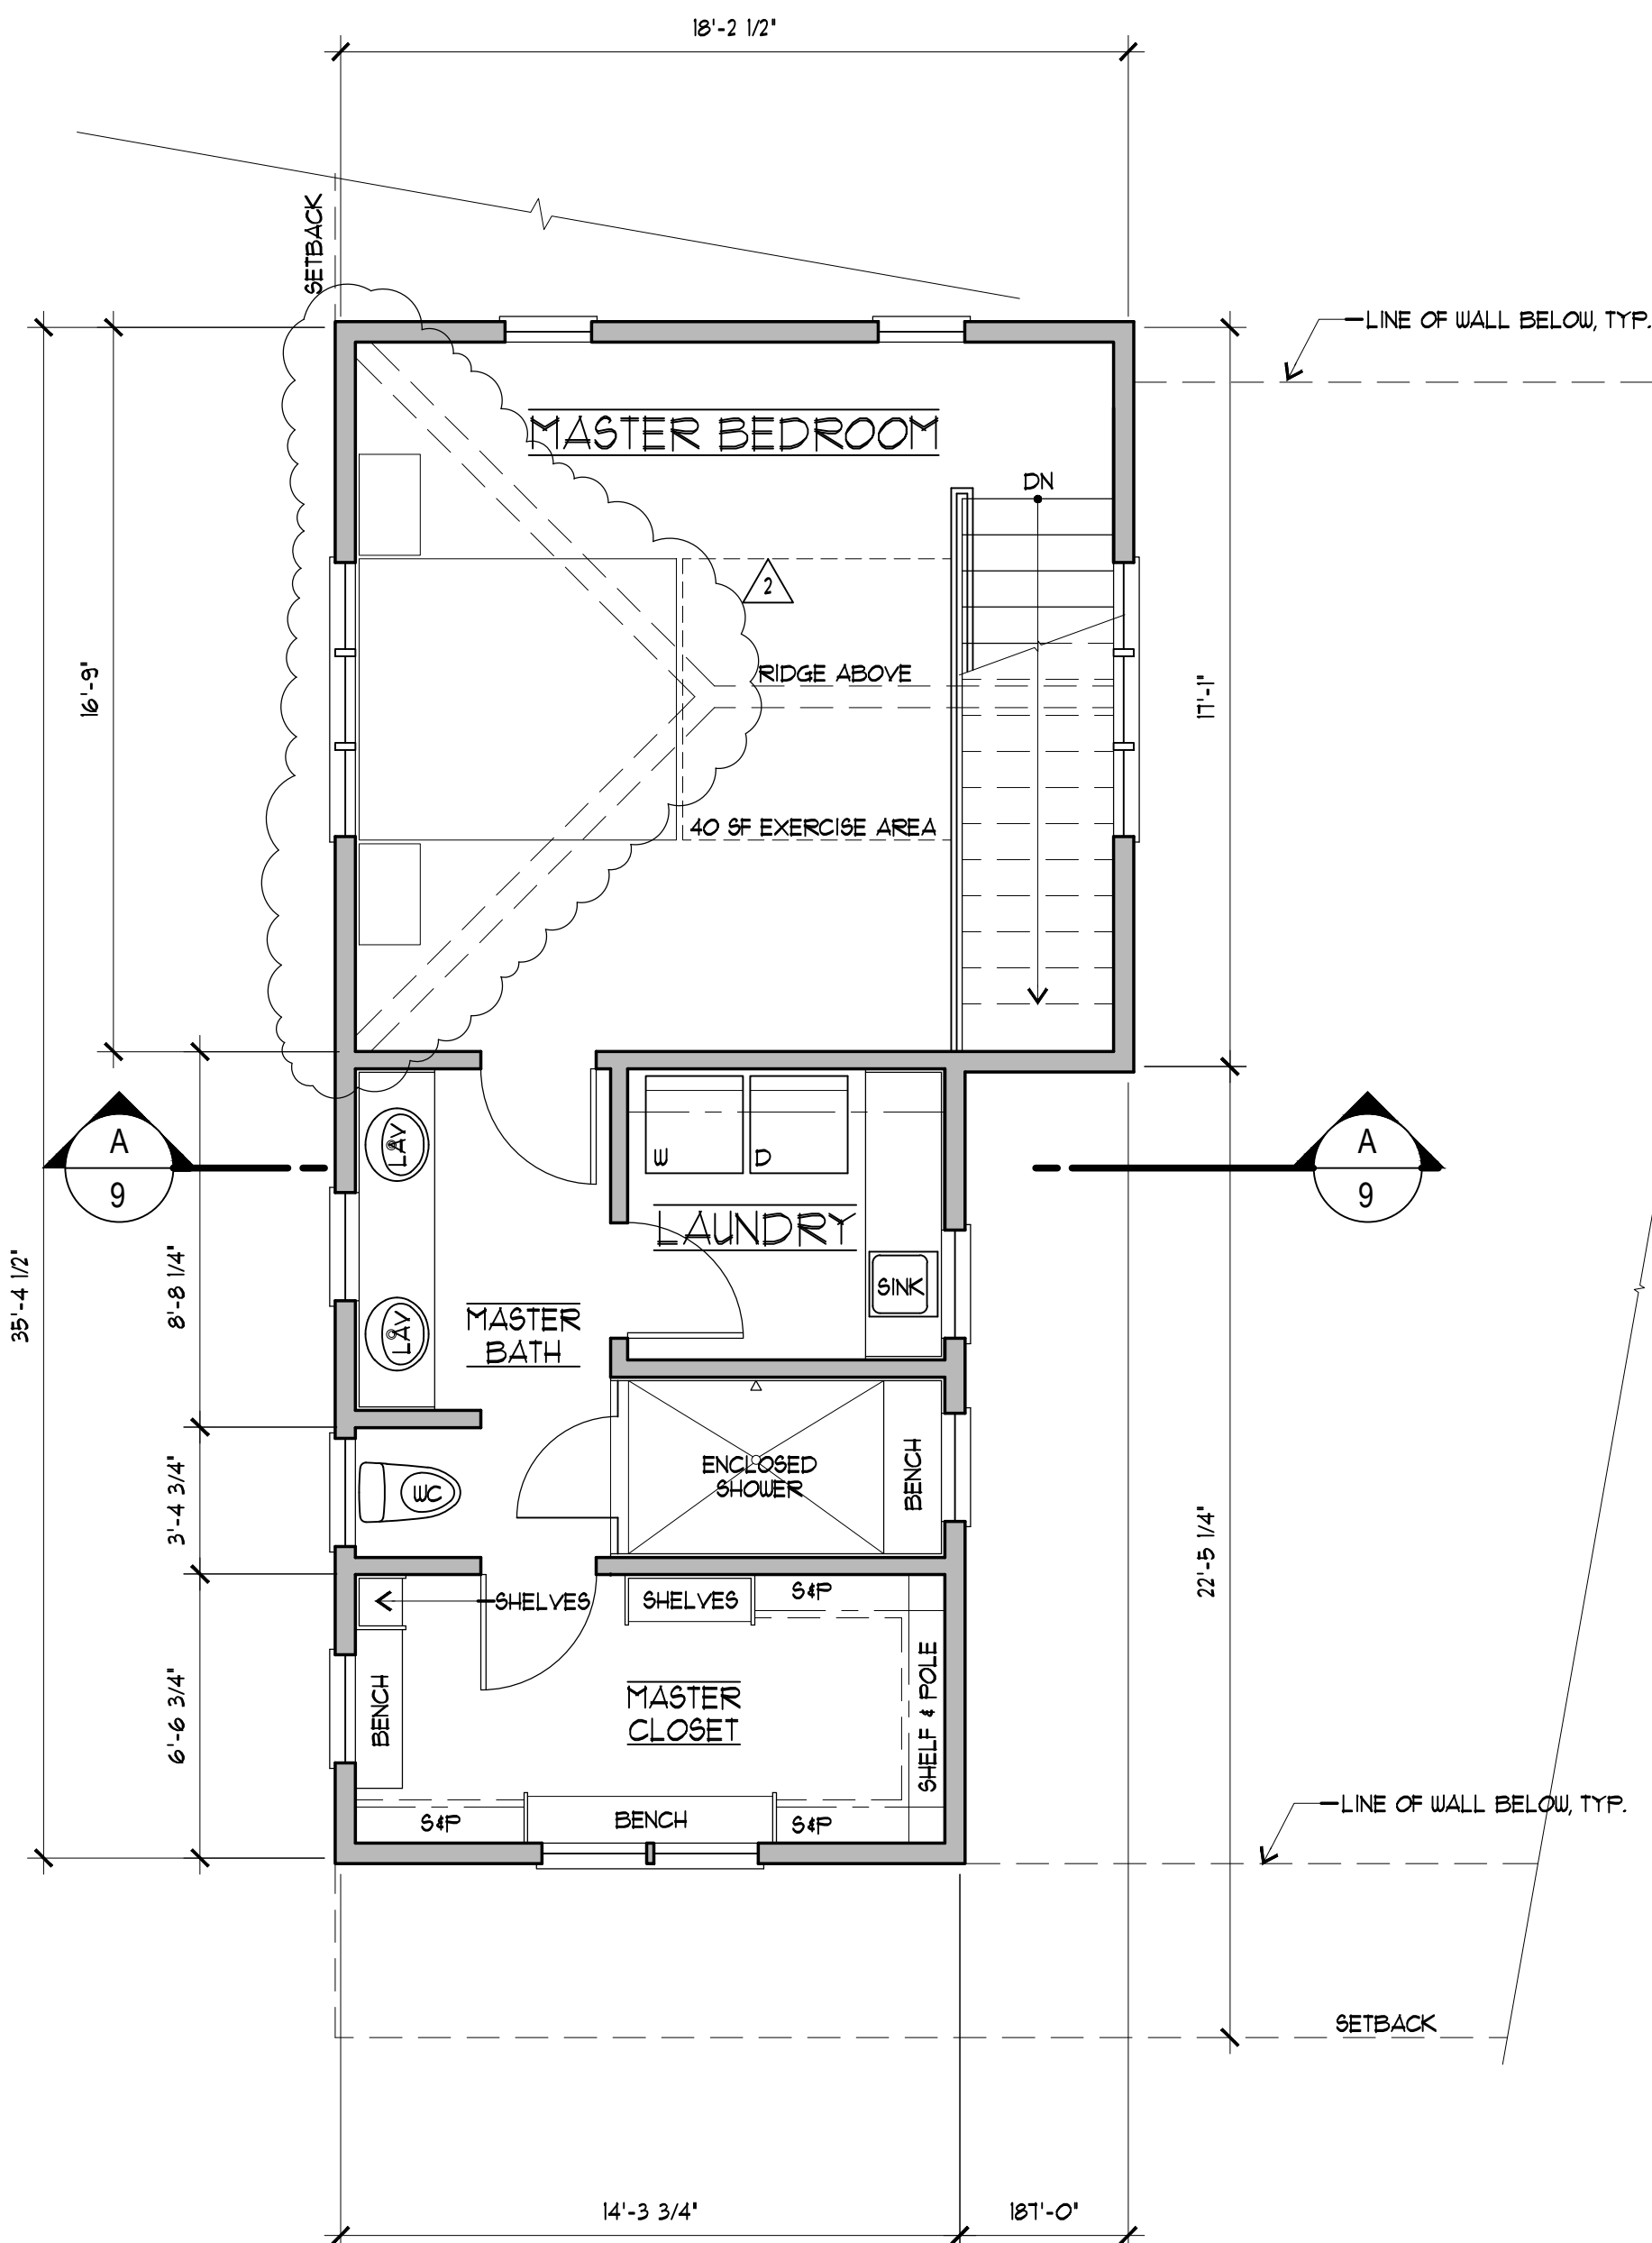 18'-2 1/2"
SETBACK
LINE OF WALL BELOW, TYP.
MASTER BEDROOM
DN
2
RIDGE ABOVE
16'-9"
17'-1"
40 SF EXERCISE AREA
A
9
A
9
LAV
W
D
LAUNDRY
35'-4 1/2"
8'-8 1/4"
SINK
LAV
MASTER
BATH
3'-4 3/4"
WC
ENCLOSED
SHOWER
BENCH
22'-5 1/4"
SHELVES
SHELVES
S&P
6'-6 3/4"
BENCH
MASTER
CLOSET
SHELF & POLE
S&P
BENCH
S&P
LINE OF WALL BELOW, TYP.
SETBACK
14'-3 3/4"
187'-0"